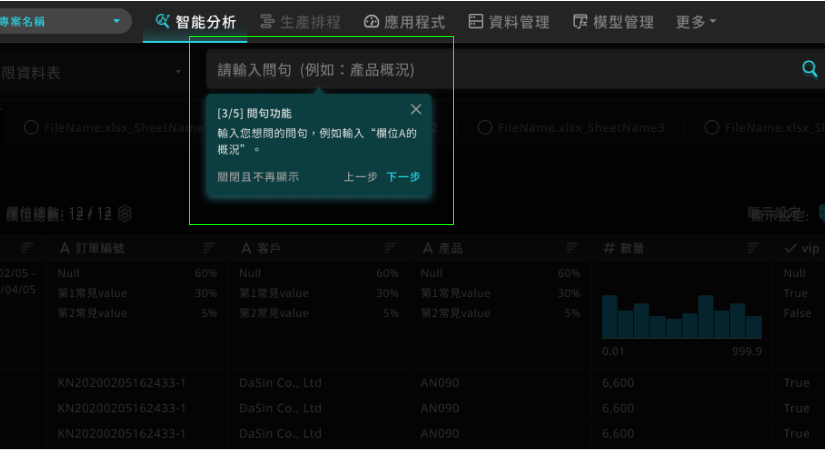 專案名稱
智能分析
生產排程
應用程式
資料管理
模型管理
更多
限資料表
請輸入問句 (例如：產品概況)
[3/5] 問句功能
輸入您想問的問句，例如輸入“欄位A的
概況”。
關閉且不再顯示
上一步 下一步
FileName.xlsx_SheetName
2
FileName.xlsx_SheetName3
FileName.xlsx_S
欄位總數: 12 / 12
顯示設定:
訂單編號
客戶
產品
# 數量
vip
02/05 -
/04/05
Null 60%
第1常見value 30%
第2常見value 5%
Null 60%
第1常見value 30%
第2常見value 5%
Null 60%
第1常見value 30%
第2常見value 5%
0.01 999.9
Null
True
False
KN20200205162433-1 DaSin Co., Ltd AN090 6,600 True
KN20200205162433-1 DaSin Co., Ltd AN090 6,600 True
KN20200205162433-1 DaSin Co., Ltd AN090 6,600 True